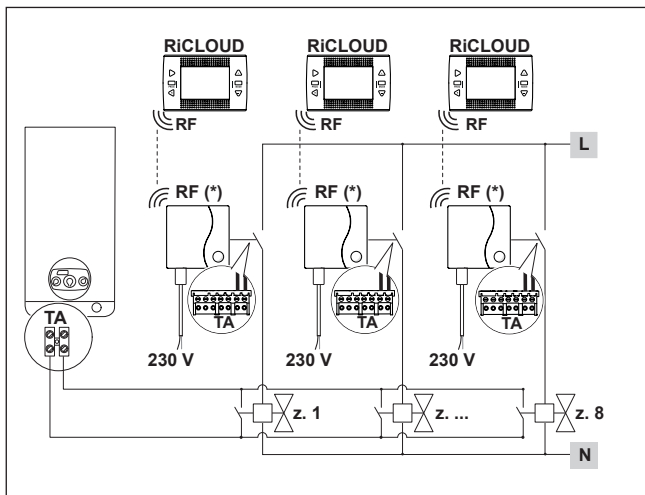 RiCLOUD RiCLOUD RiCLOUD
RF RF RF
L
RF (*) RF (*) RF (*)
TA TA TA TA
230 V 230 V 230 V
z. 1 z. ... z. 8
N